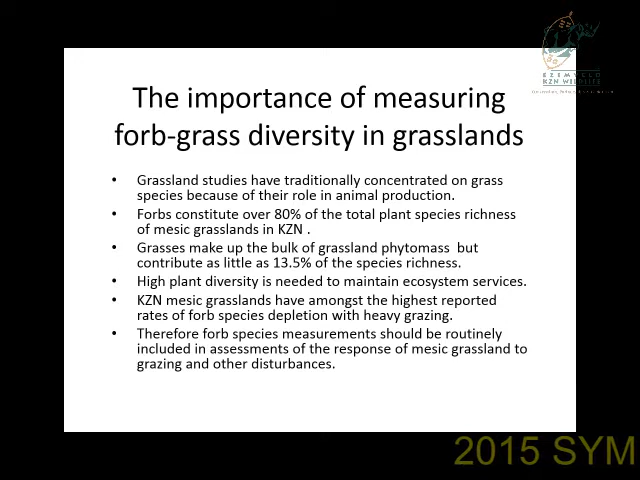 EZEMVELO
KZN WILDLIFE
The importance of measuring
forb-grass diversity in grasslands
• Grassland studies have traditionally concentrated on grass
species because of their role in animal production.
• Forbs constitute over 80% of the total plant species richness
of mesic grasslands in KZN .
• Grasses make up the bulk of grassland phytomass but
contribute as little as 13.5% of the species richness.
• High plant diversity is needed to maintain ecosystem services.
• KZN mesic grasslands have amongst the highest reported
rates of forb species depletion with heavy grazing.
• Therefore forb species measurements should be routinely
included in assessments of the response of mesic grassland to
grazing and other disturbances.
2015 SYM